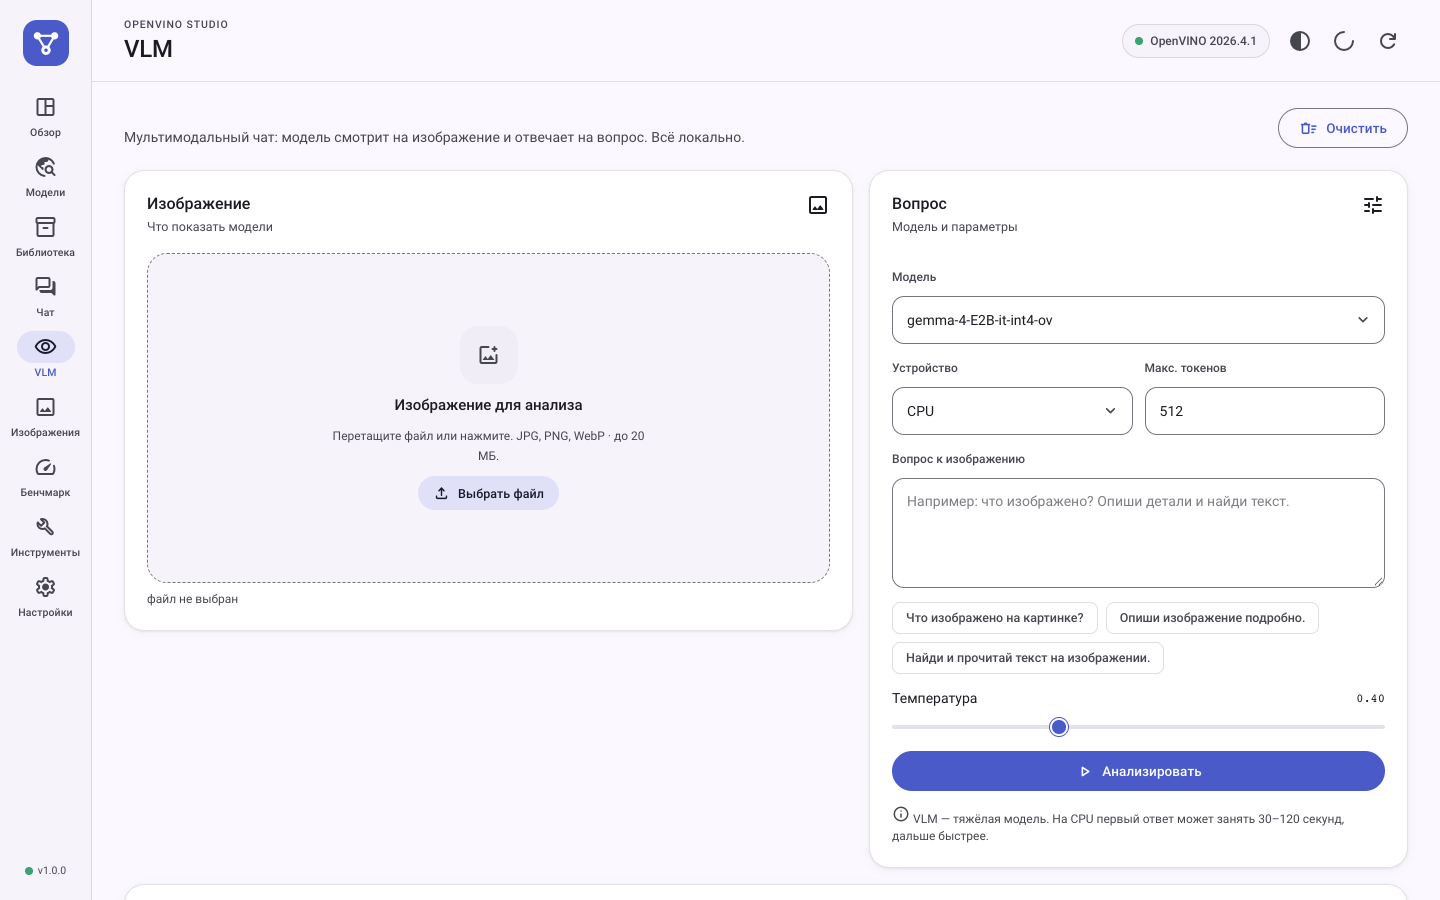 OPENVINO STUDIO
VLM
OpenVINO 2026.4.1
Обзор
Модели
Библиотека
Чат
VLM
Изображения
Бенчмарк
Инструменты
Настройки
v1.0.0
Мультимодальный чат: модель смотрит на изображение и отвечает на вопрос. Всё локально.
Очистить
Изображение
Что показать модели
Изображение для анализа
Перетащите файл или нажмите. JPG, PNG, WebP · до 20
МБ.
Выбрать файл
файл не выбран
Вопрос
Модель и параметры
Модель
gemma-4-E2B-it-int4-ov
Устройство
Макс. токенов
CPU
512
Вопрос к изображению
Например: что изображено? Опиши детали и найди текст.
Что изображено на картинке?
Опиши изображение подробно.
Найди и прочитай текст на изображении.
Температура
0.40
Анализировать
VLM — тяжёлая модель. На CPU первый ответ может занять 30–120 секунд,
дальше быстрее.